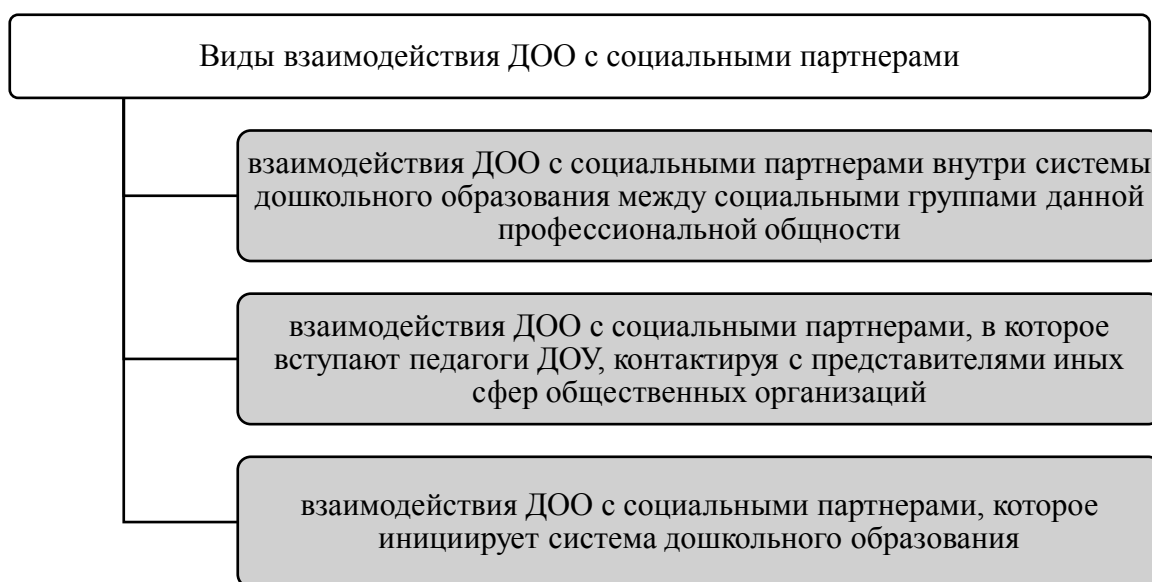 Виды взаимодействия ДОО с социальными партнерами
взаимодействия ДОО с социальными партнерами внутри системы
дошкольного образования между социальными группами данной
профессиональной общности
взаимодействия ДОО с социальными партнерами, в которое
вступают педагоги ДОУ, контактируя с представителями иных
сфер общественных организаций
взаимодействия ДОО с социальными партнерами, которое
инициирует система дошкольного образования